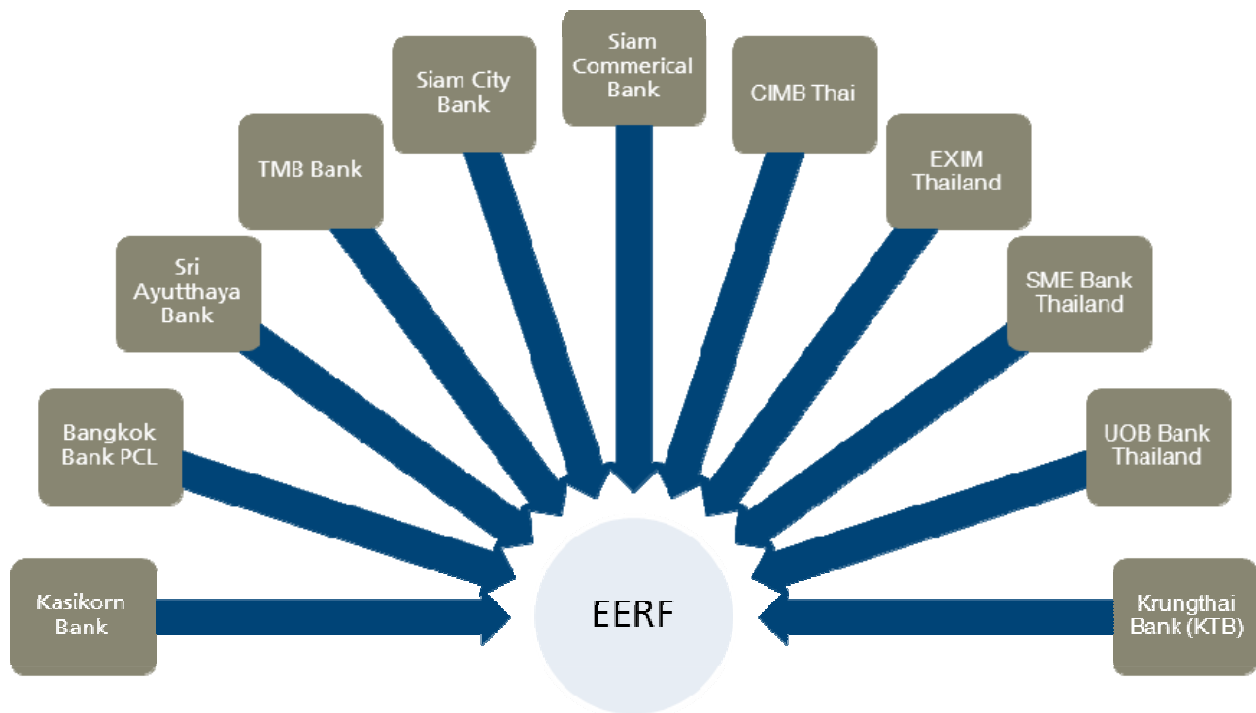 Siam
Commerical
Bank
Siam City
Bank
CIMB Thai
TMB Bank
EXIM
Thailand
Sri
Ayutthaya
Bank
SME Bank
Thailand
Bangkok
Bank PCL
UOB Bank
Thailand
Kasikorn
Bank
EERF
Krungthai
Bank (KTB)